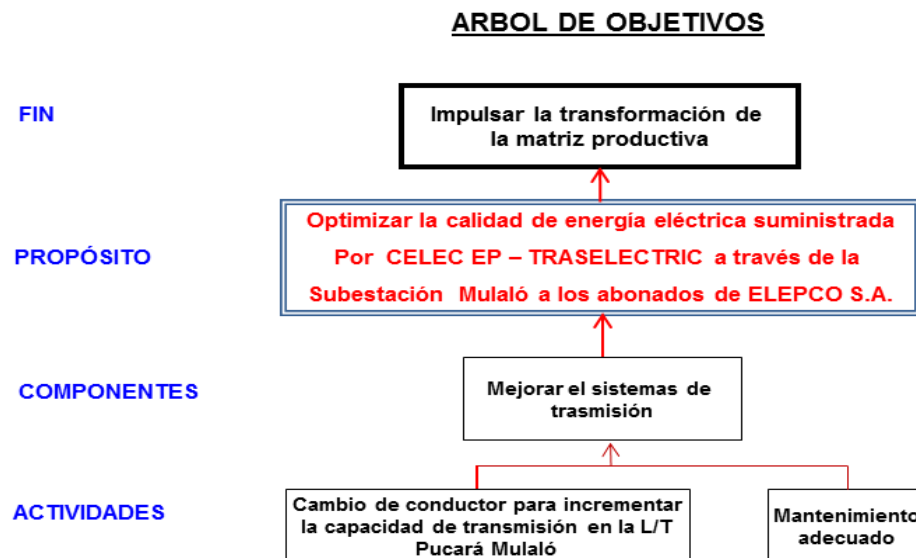 ARBOL DE OBJETIVOS
FIN
Impulsar la transformación de
la matriz productiva
PROPÓSITO
Optimizar la calidad de energía eléctrica suministrada
Por CELEC EP – TRASELECTRIC a través de la
Subestación Mulaló a los abonados de ELEPCO S.A.
COMPONENTES
Mejorar el sistemas de
trasmisión
ACTIVIDADES
Cambio de conductor para incrementar
la capacidad de transmisión en la L/T
Pucará Mulaló
Mantenimiento
adecuado